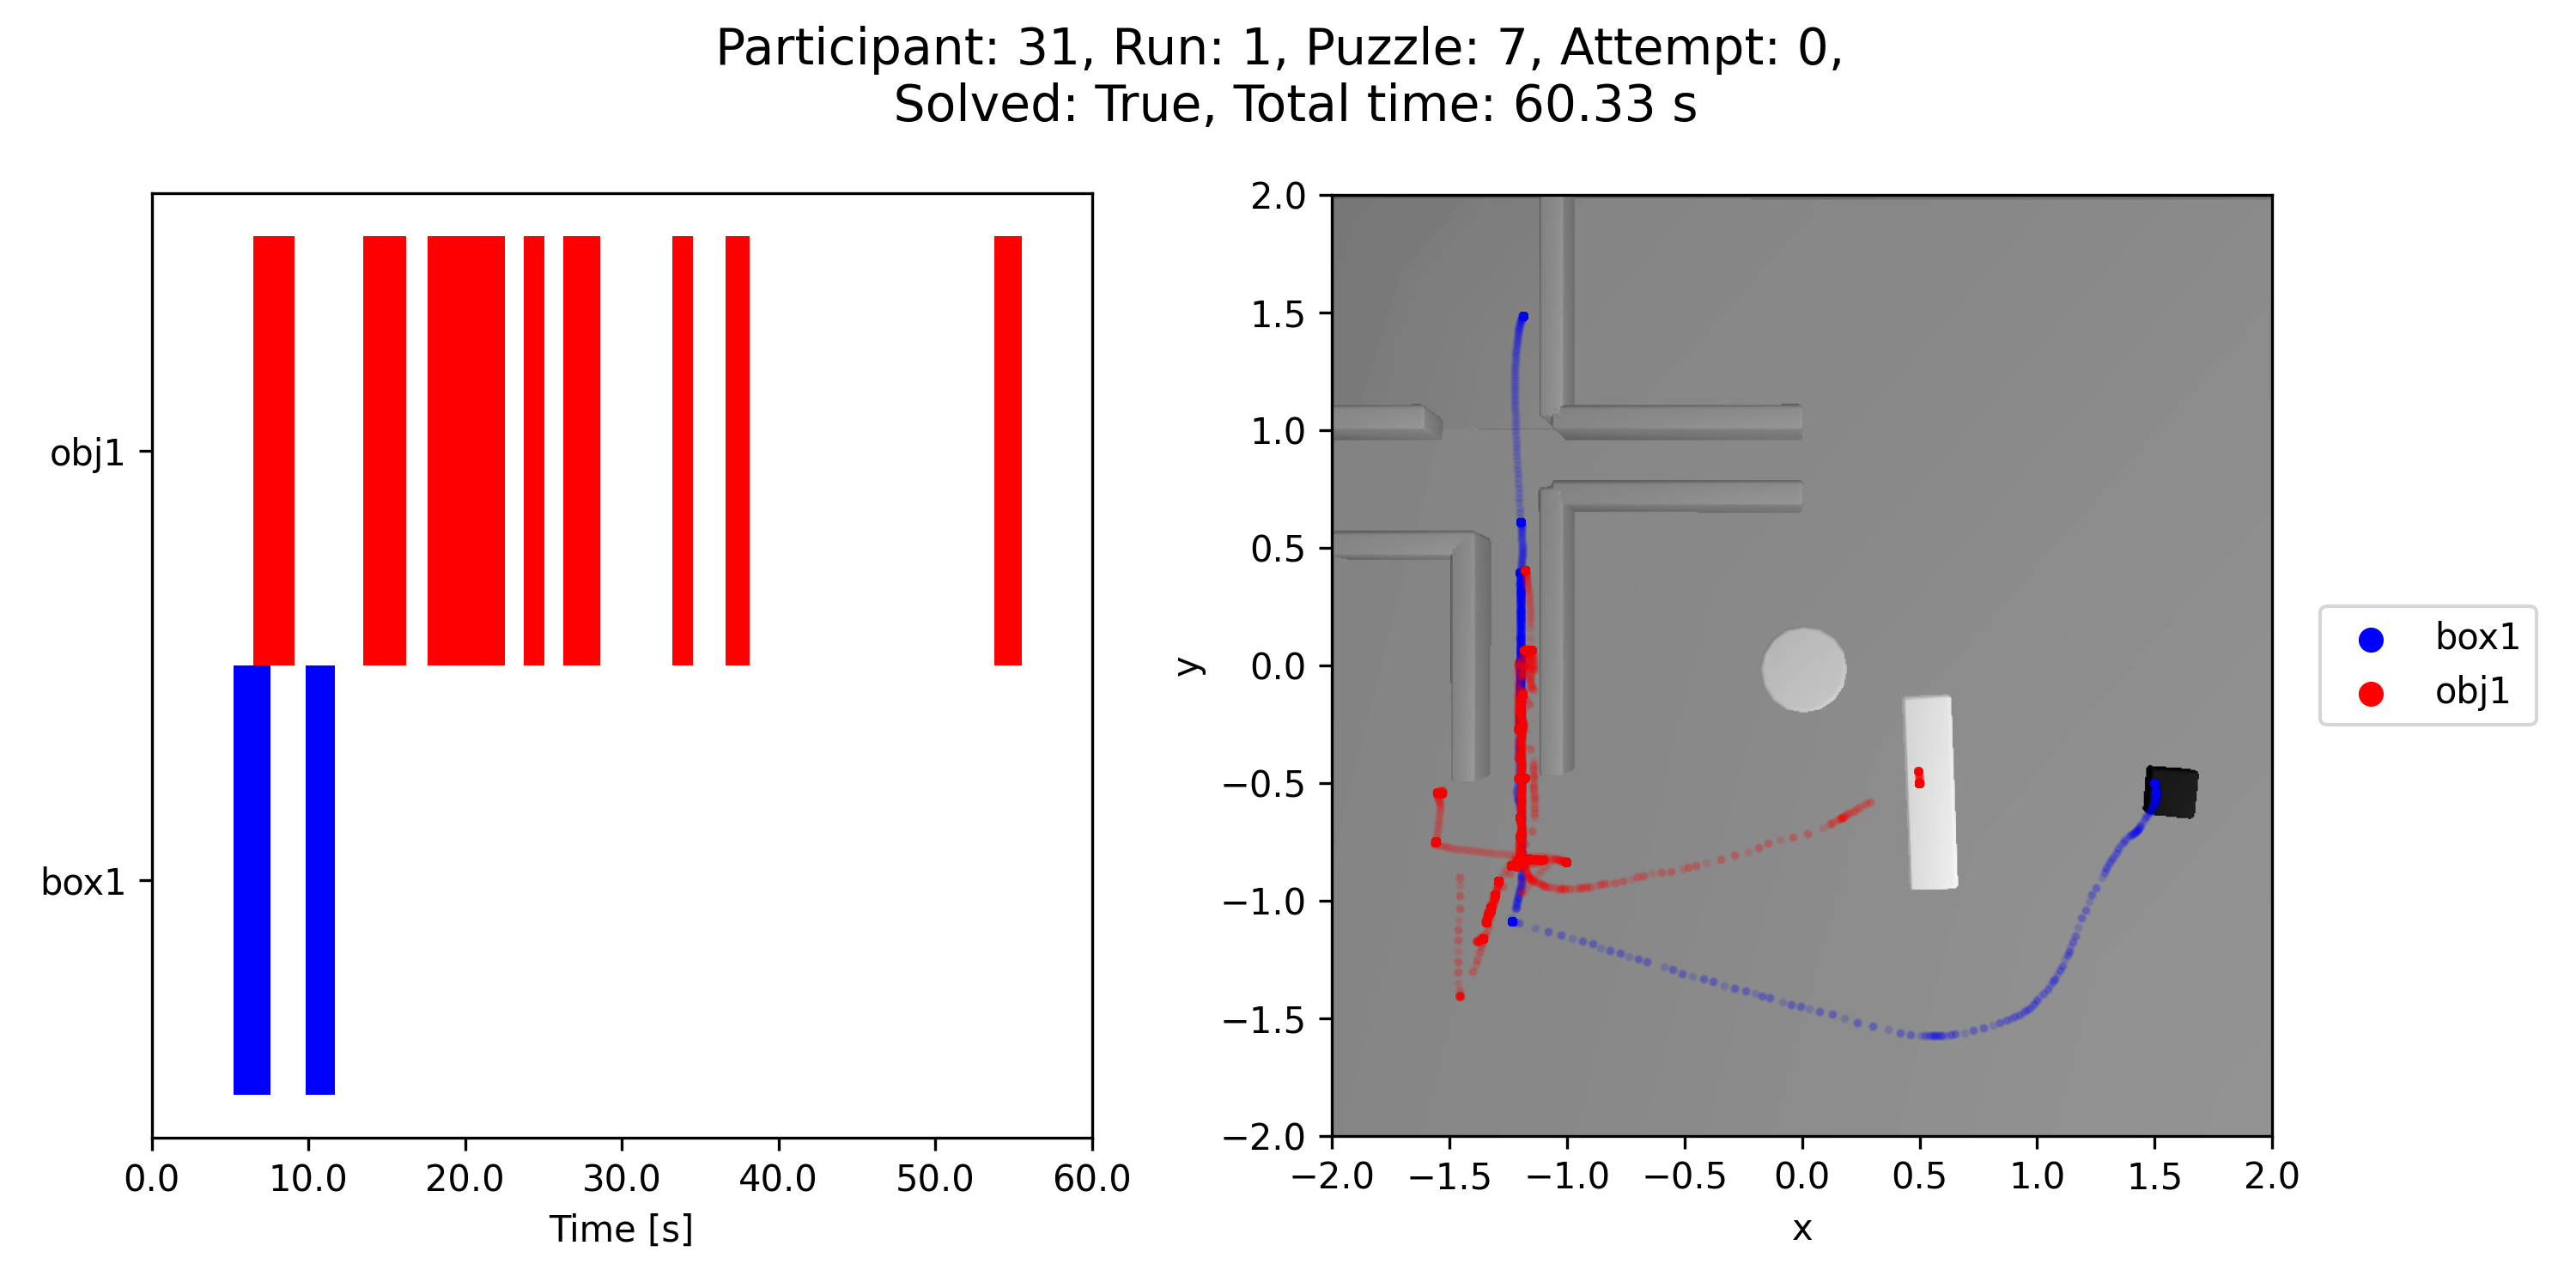 Participant: 31, Run: 1, Puzzle: 7, Attempt: 0,
Solved: True, Total time: 60.33 s
obj1
box1
0.0 10.0 20.0 30.0 40.0 50.0 60.0
Time [s]
2.0
1.5
1.0
0.5
0.0
−0.5
−1.0
−1.5
−2.0
y
−2.0 −1.5 −1.0 −0.5 0.0 0.5 1.0 1.5 2.0
x
box1
obj1